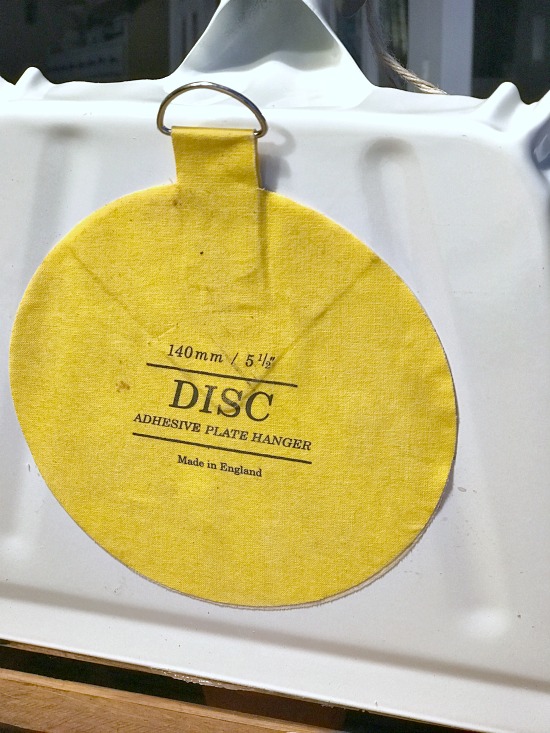 140mm / 5 1/2"
DISC
ADHESIVE PLATE HANGER
Made in England